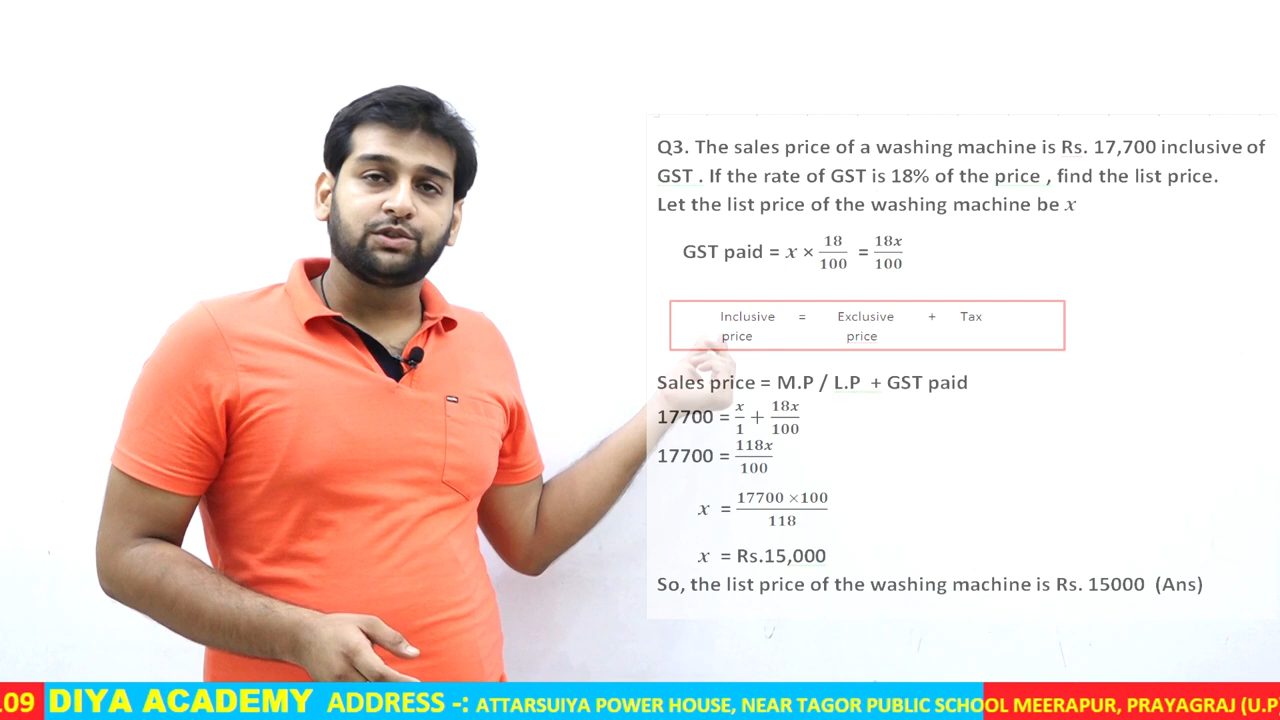 Q3. The sales price of a washing machine is Rs. 17,700 inclusive of
GST . If the rate of GST is 18% of the price , find the list price.
Let the list price of the washing machine be x
GST paid = x × 18/100 = 18x/100
Inclusive price = Exclusive price + Tax
Sales price = M.P / L.P + GST paid
17700 = x/1 + 18x/100
17700 = 118x/100
x = 17700 ×100/118
x = Rs.15,000
So, the list price of the washing machine is Rs. 15000 (Ans)
09 DIYA ACADEMY ADDRESS -: ATTARSUIYA POWER HOUSE, NEAR TAGOR PUBLIC SCHOOL MEERAPUR, PRAYAGRAJ (U.P